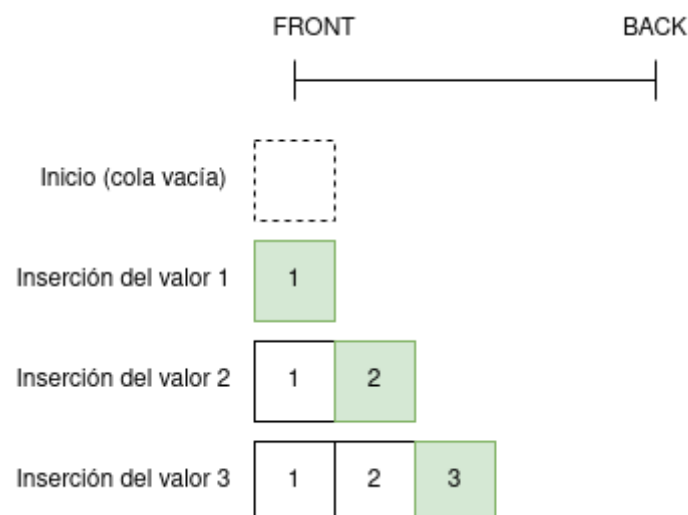 FRONT BACK
Inicio (cola vacía)
Inserción del valor 1 1
Inserción del valor 2 1 2
Inserción del valor 3 1 2 3